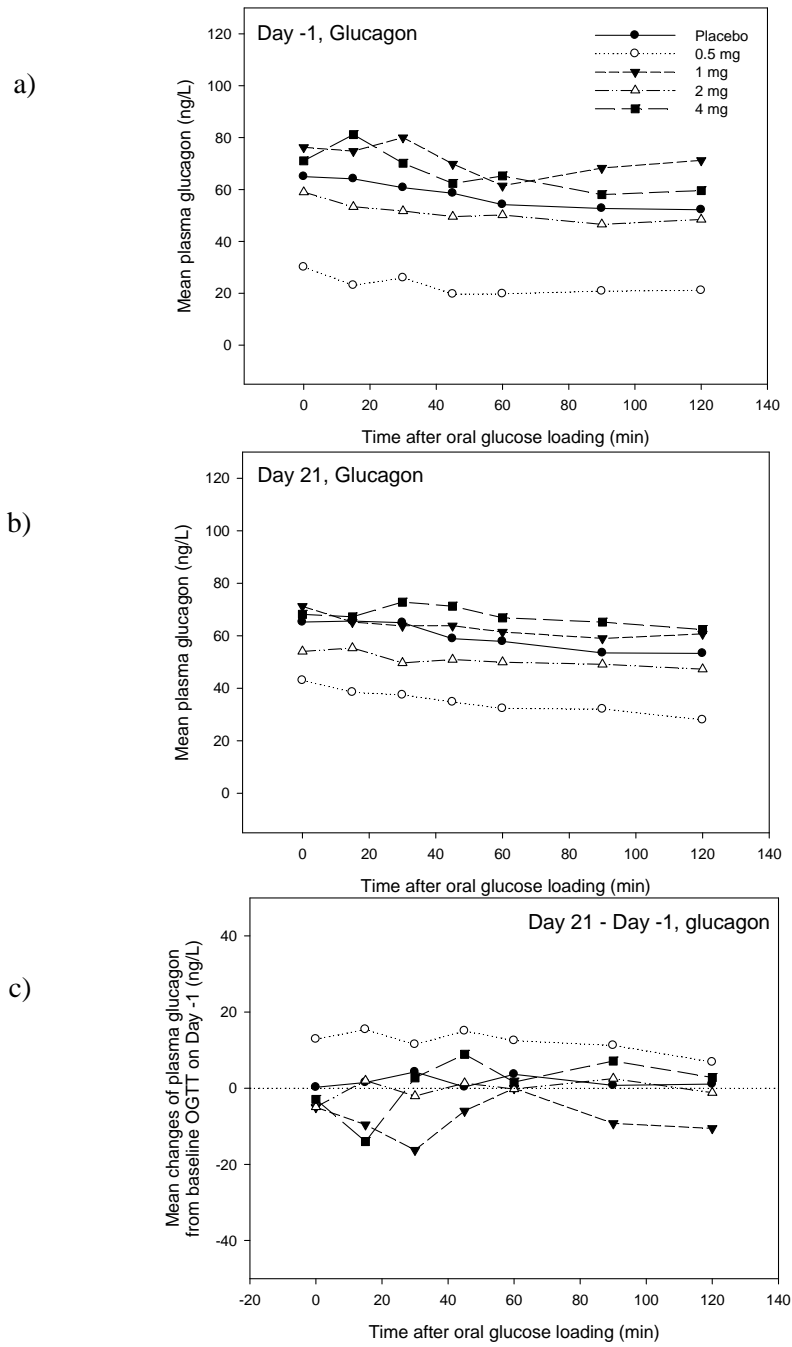 a)
Day -1, Glucagon
Placebo
0.5 mg
1 mg
2 mg
4 mg
Mean plasma glucagon (ng/L)
120
100
80
60
40
20
0
0 20 40 60 80 100 120 140
Time after oral glucose loading (min)
b)
Day 21, Glucagon
Mean plasma glucagon (ng/L)
120
100
80
60
40
20
0
0 20 40 60 80 100 120 140
Time after oral glucose loading (min)
c)
Day 21 - Day -1, glucagon
Mean changes of plasma glucagon
from baseline OGTT on Day -1 (ng/L)
40
20
0
-20
-40
-20 0 20 40 60 80 100 120 140
Time after oral glucose loading (min)